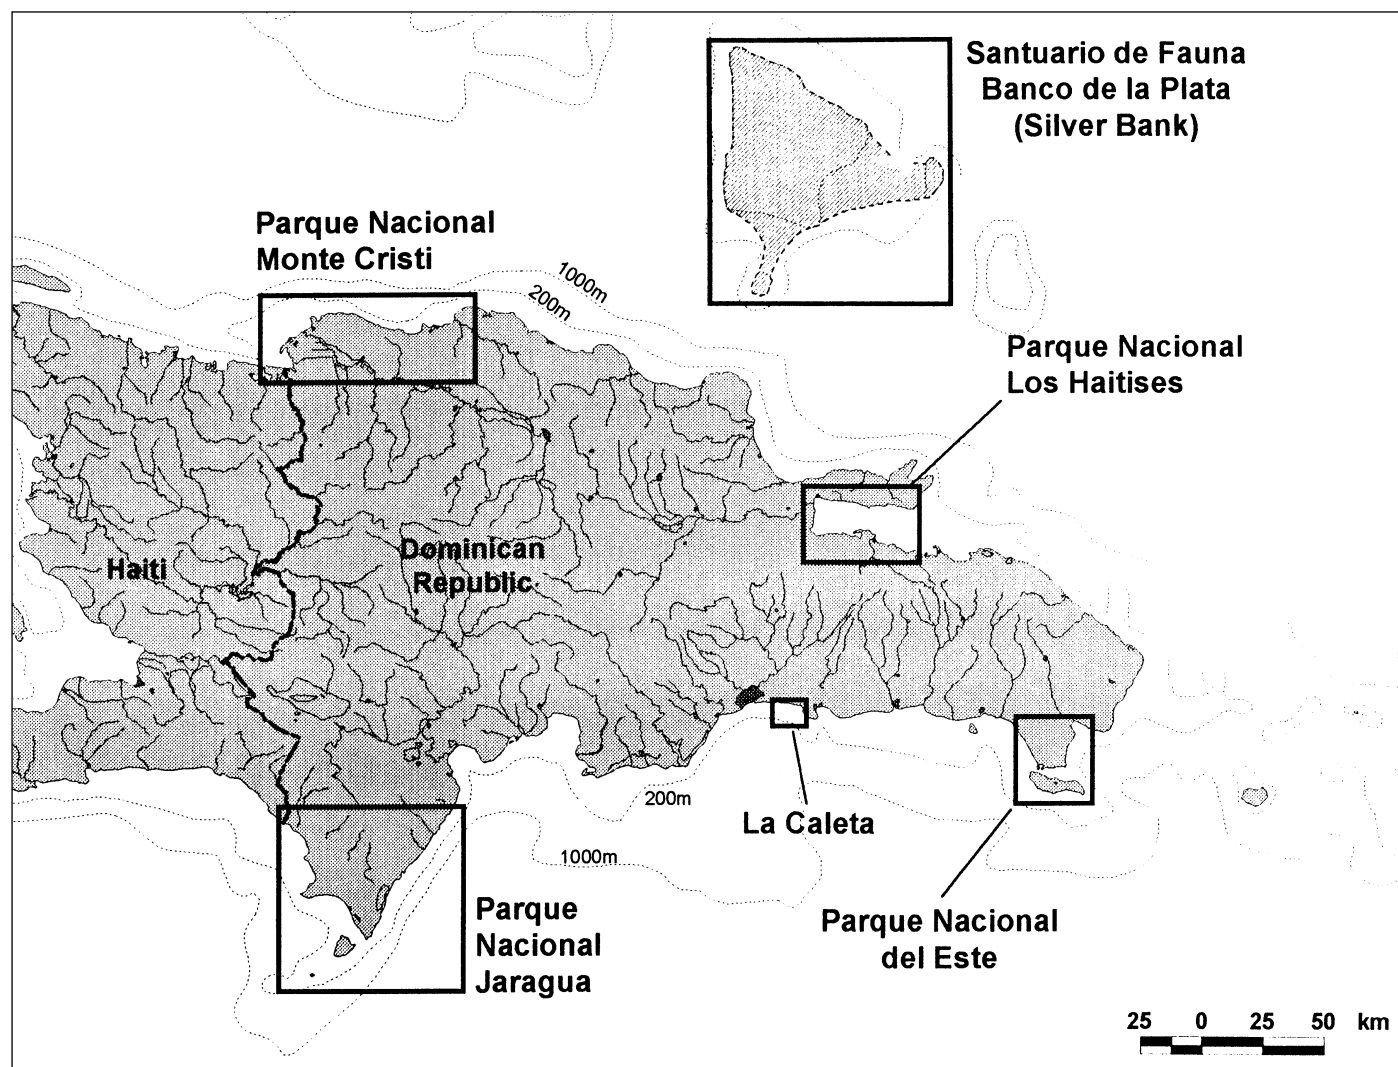 Santuario de Fauna
Banco de la Plata
(Silver Bank)
Parque Nacional
Monte Cristi
1000m
200m
Parque Nacional
Los Haitises
Haiti
Dominican
Republic
200m
La Caleta
1000m
Parque
Nacional
Jaragua
Parque Nacional
del Este
25 0 25 50 km